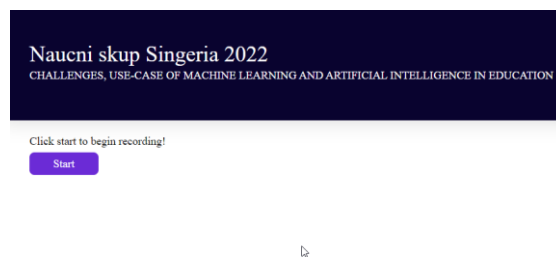 Naucni skup Singeria 2022
CHALLENGES, USE-CASE OF MACHINE LEARNING AND ARTIFICIAL INTELLIGENCE IN EDUCATION
Click start to begin recording!
Start